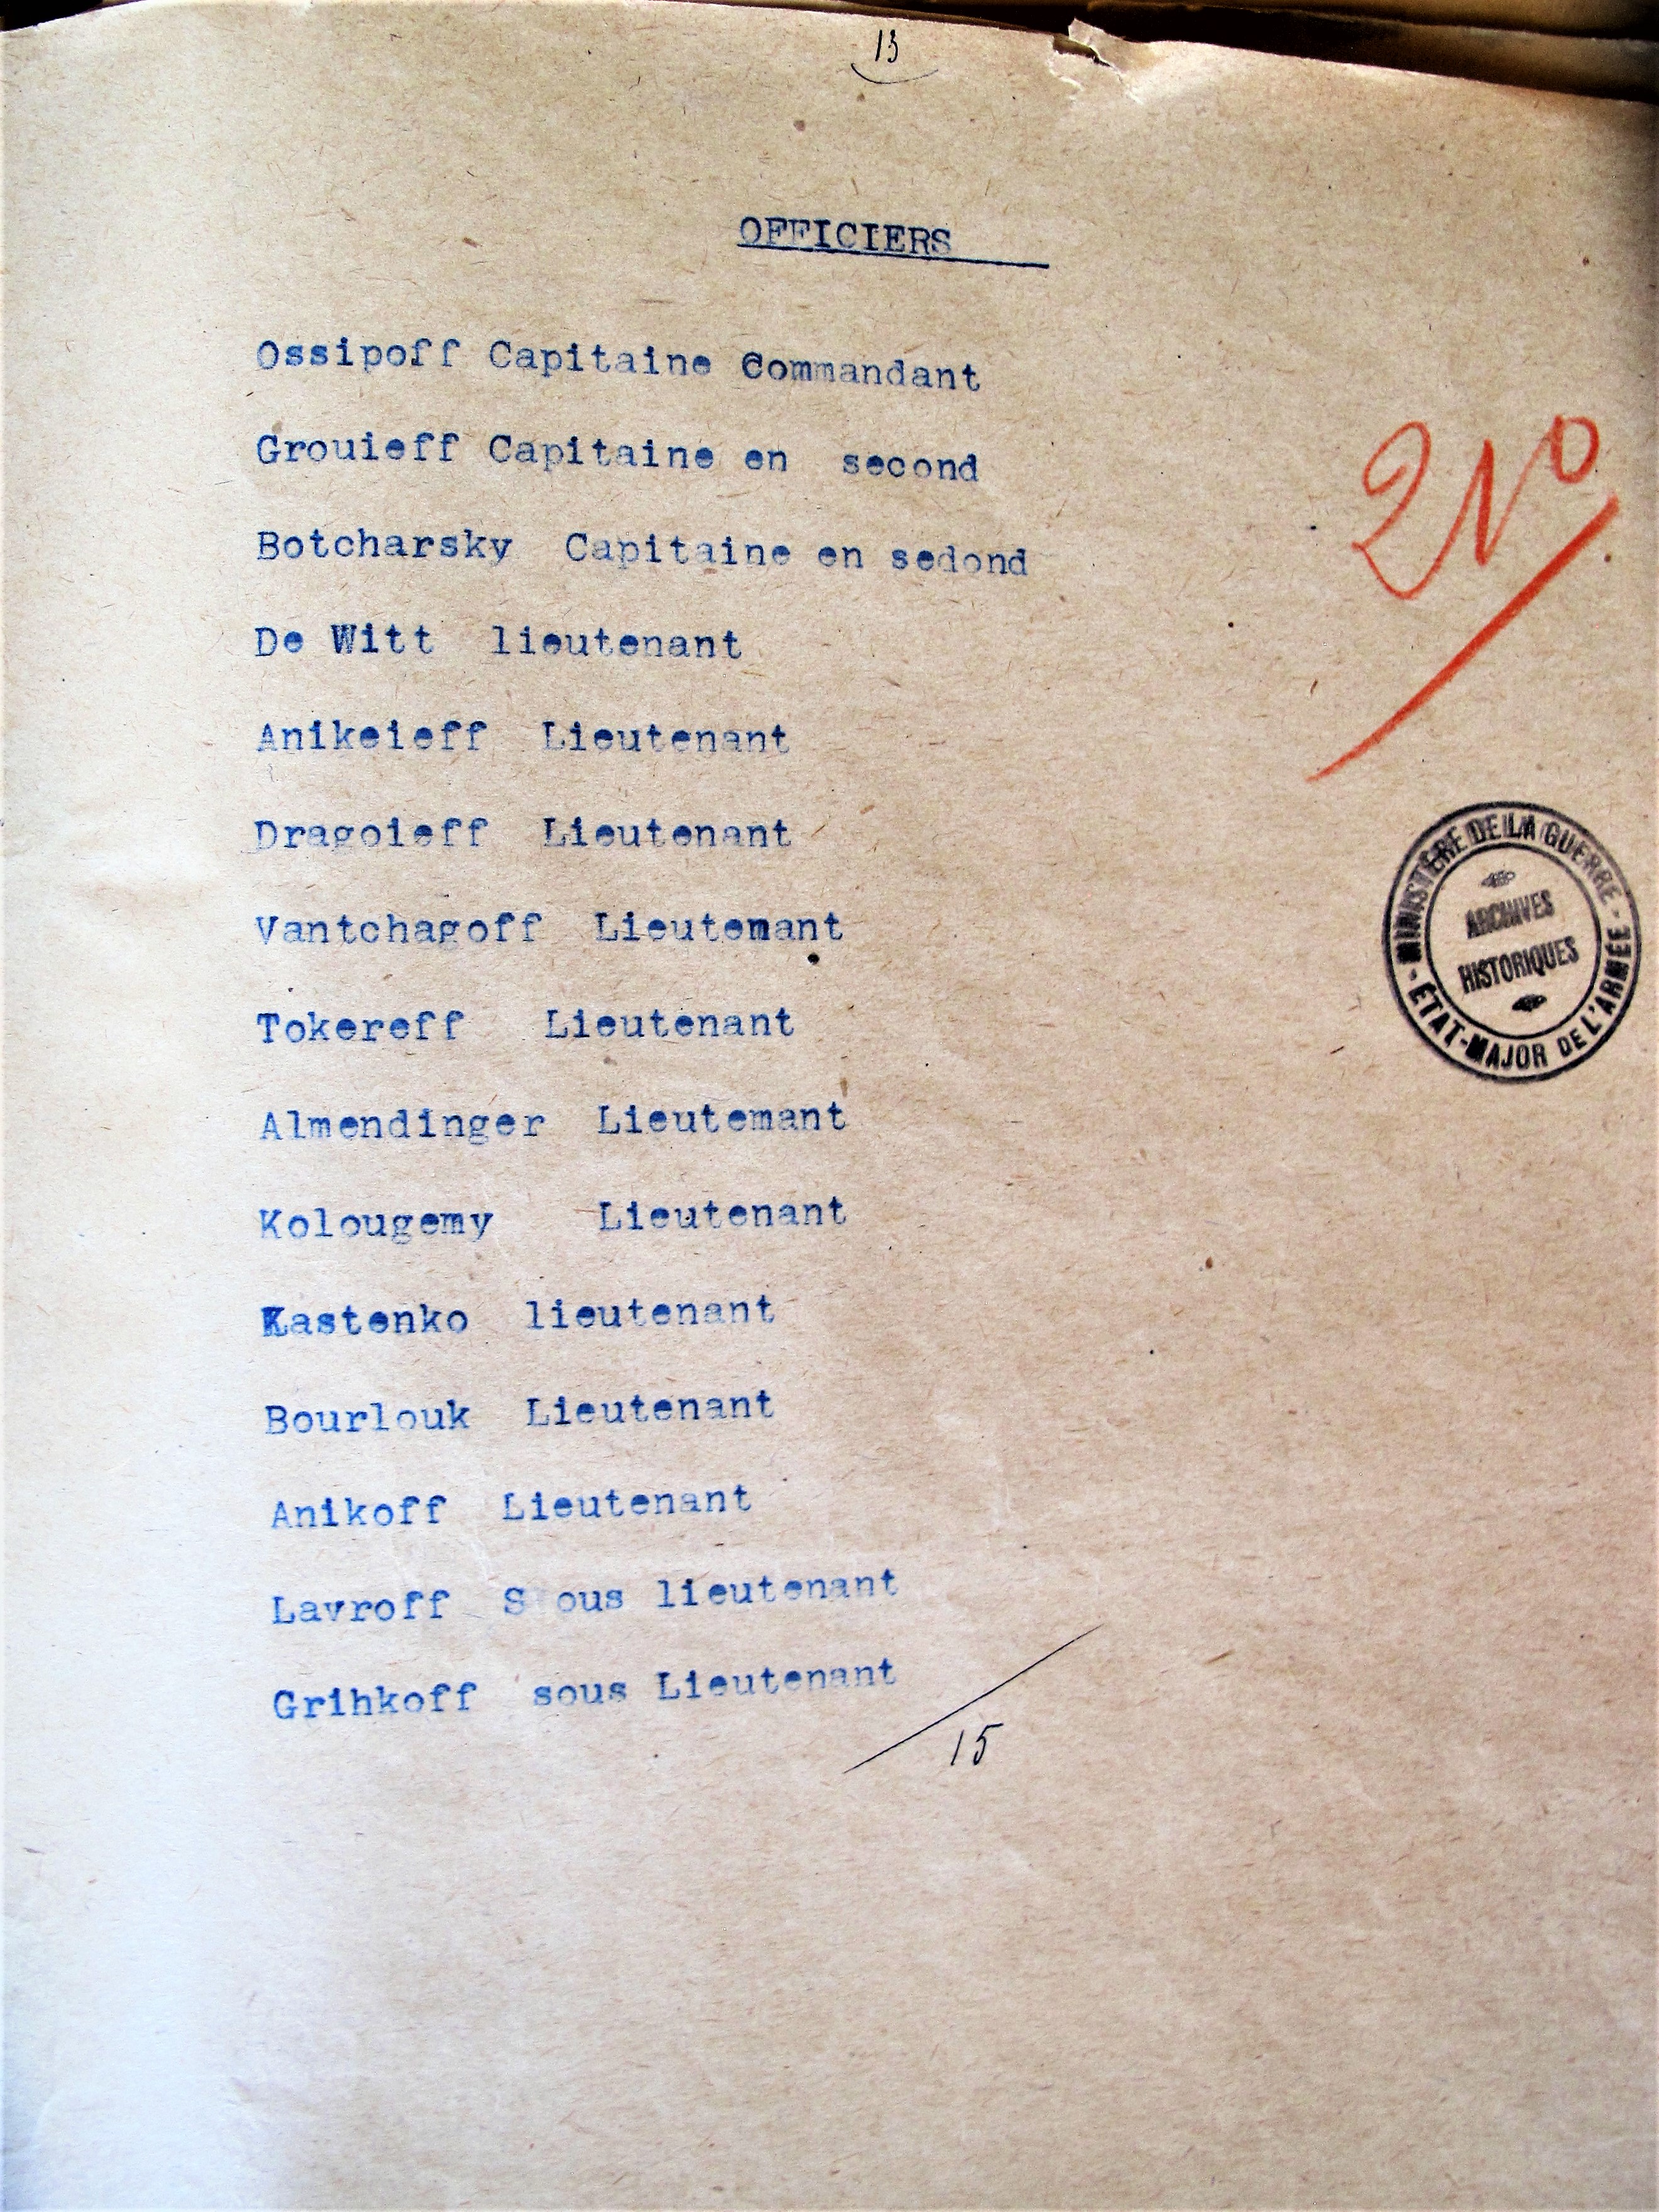 13
OFFICIERS
Ossipoff Capitaine Commandant
Grouieff Capitaine en second
Botcharsky Capitaine en sedond
De Witt lieutenant
Anikeieff Lieutenant
Dragoieff Lieutenant
Vantchagoff Lieutemant
Tokereff Lieutenant
Almendinger Lieutemant
Kolougemy Lieutenant
Kastenko lieutenant
Bourlouk Lieutenant
Anikoff Lieutenant
Lavroff S ous lieutenant
Grihkoff sous Lieutenant
15
MINISTÈRE DE LA GUERRE
ARCHIVES
HISTORIQUES
ÉTAT-MAJOR DE L'ARMÉE